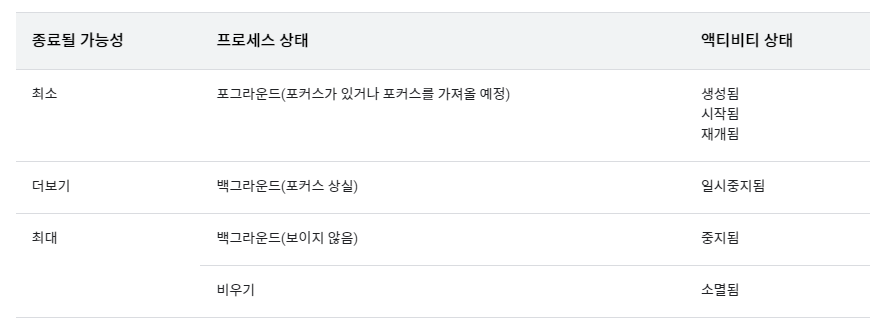 종료될 가능성 프로세스 상태 액티비티 상태
최소 포그라운드(포커스가 있거나 포커스를 가져올 예정) 생성됨
시작됨
재개됨
더보기 백그라운드(포커스 상실) 일시중지됨
최대 백그라운드(보이지 않음) 중지됨
비우기 소멸됨